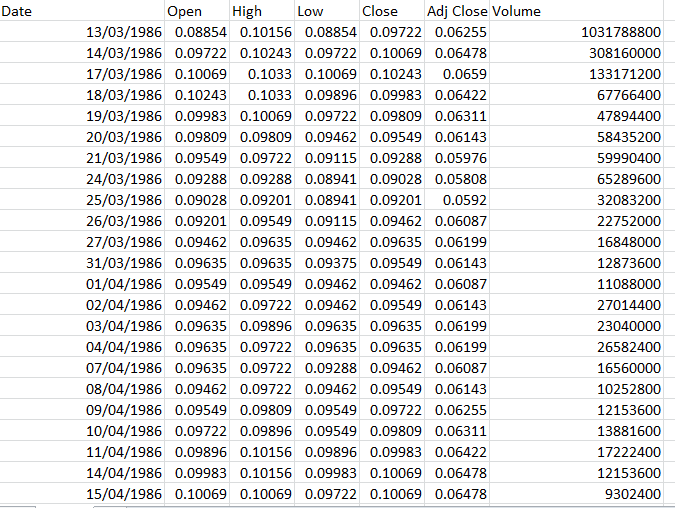 Date Open High Low Close Adj Close Volume
13/03/1986 0.08854 0.10156 0.08854 0.09722 0.06255 1031788800
14/03/1986 0.09722 0.10243 0.09722 0.10069 0.06478 308160000
17/03/1986 0.10069 0.1033 0.10069 0.10243 0.0659 133171200
18/03/1986 0.10243 0.1033 0.09896 0.09983 0.06422 67766400
19/03/1986 0.09983 0.10069 0.09722 0.09809 0.06311 47894400
20/03/1986 0.09809 0.09809 0.09462 0.09549 0.06143 58435200
21/03/1986 0.09549 0.09722 0.09115 0.09288 0.05976 59990400
24/03/1986 0.09288 0.09288 0.08941 0.09028 0.05808 65289600
25/03/1986 0.09028 0.09201 0.08941 0.09201 0.0592 32083200
26/03/1986 0.09201 0.09549 0.09115 0.09462 0.06087 22752000
27/03/1986 0.09462 0.09635 0.09462 0.09635 0.06199 16848000
31/03/1986 0.09635 0.09635 0.09375 0.09549 0.06143 12873600
01/04/1986 0.09549 0.09549 0.09462 0.09462 0.06087 11088000
02/04/1986 0.09462 0.09722 0.09462 0.09549 0.06143 27014400
03/04/1986 0.09635 0.09896 0.09635 0.09635 0.06199 23040000
04/04/1986 0.09635 0.09722 0.09635 0.09635 0.06199 26582400
07/04/1986 0.09635 0.09722 0.09288 0.09462 0.06087 16560000
08/04/1986 0.09462 0.09722 0.09462 0.09549 0.06143 10252800
09/04/1986 0.09549 0.09809 0.09549 0.09722 0.06255 12153600
10/04/1986 0.09722 0.09896 0.09549 0.09809 0.06311 13881600
11/04/1986 0.09896 0.10156 0.09896 0.09983 0.06422 17222400
14/04/1986 0.09983 0.10156 0.09983 0.10069 0.06478 12153600
15/04/1986 0.10069 0.10069 0.09722 0.10069 0.06478 9302400